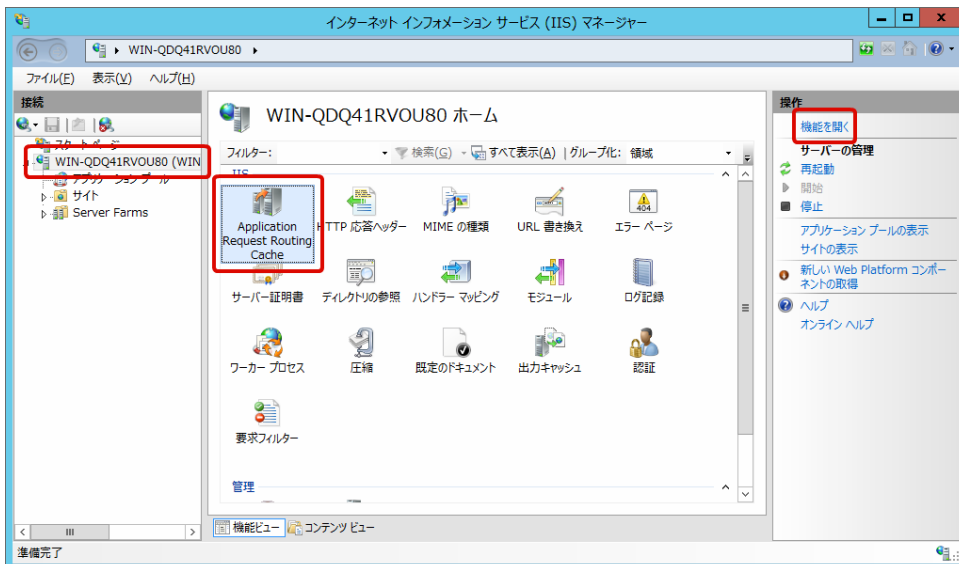 インターネット インフォメーション サービス (IIS) マネージャー
WIN-QDQ41RVOU80
ファイル(F) 表示(V) ヘルプ(H)
接続
スタート ページ
WIN-QDQ41RVOU80 (WIN
アプリケーション プール
サイト
Server Farms
WIN-QDQ41RVOU80 ホーム
フィルター: 検索(G) すべて表示(A) グループ化: 領域
IIS
Application Request Routing Cache
HTTP 応答ヘッダー
MIME の種類
URL 書き換え
404
エラー ページ
サーバー証明書
ディレクトリの参照
ハンドラー マッピング
モジュール
ログ記録
ワーカー プロセス
圧縮
既定のドキュメント
出力キャッシュ
認証
要求フィルター
管理
機能ビュー
コンテンツ ビュー
操作
機能を開く
サーバーの管理
再起動
開始
停止
アプリケーション プールの表示
サイトの表示
新しい Web Platform コンポー
ネントの取得
ヘルプ
オンライン ヘルプ
準備完了